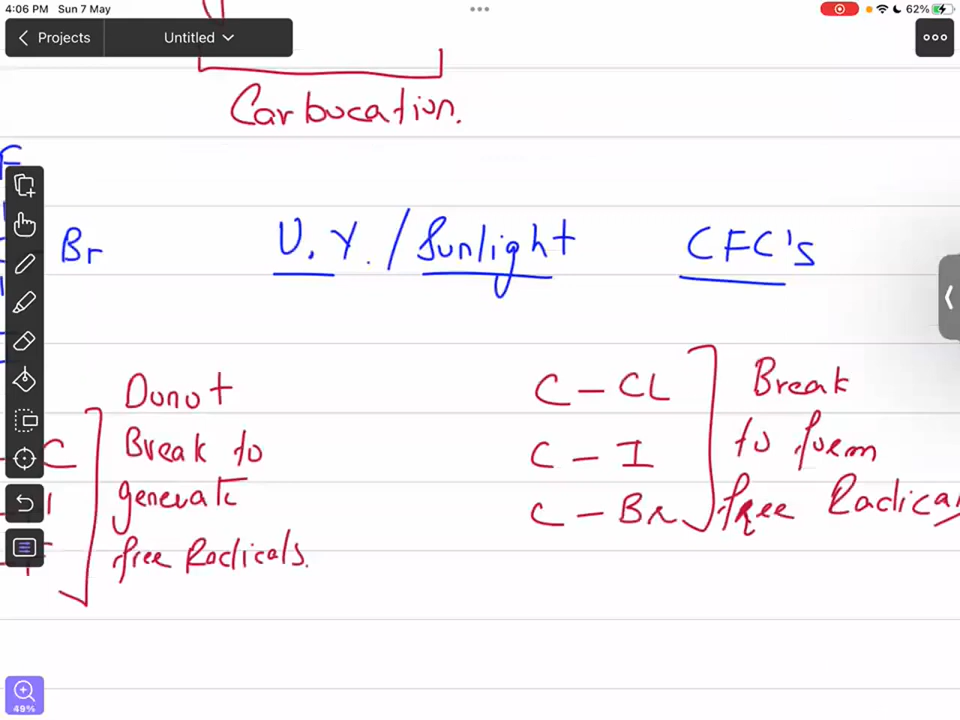 4:06 PM Sun 7 May
62%
Projects
Untitled
Carbocation.
F
Br
U.V./Sunlight
CFC's
Donot
Break to
generate
free Radicals.
C
C - CL
C - I
C - Br
Break
to form
free Radicals
49%